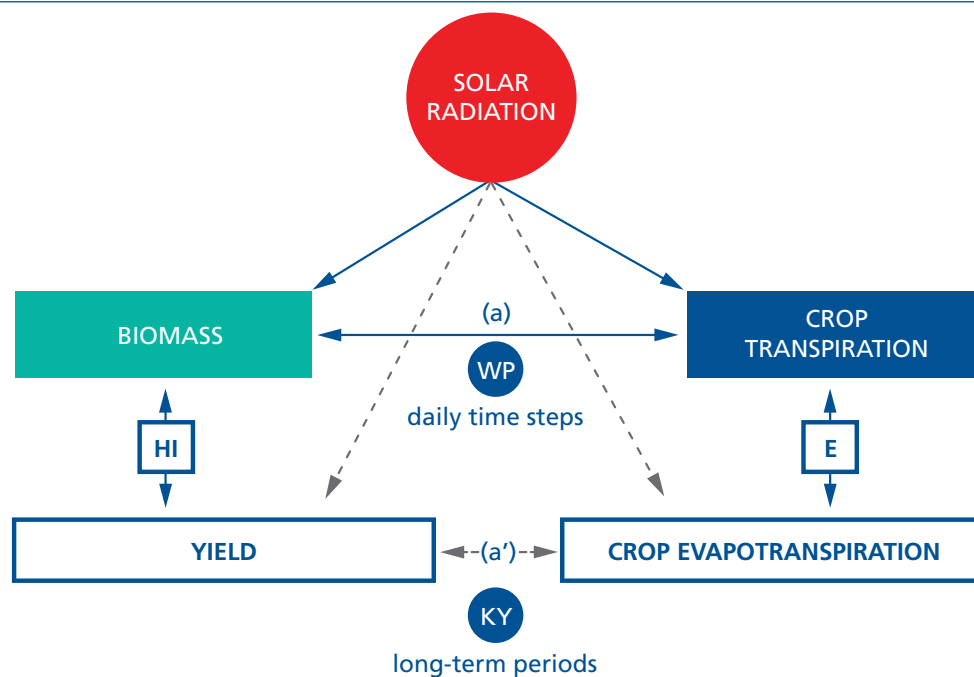 SOLAR
RADIATION
BIOMASS
(a)
CROP
TRANSPIRATION
WP
daily time steps
HI
E
YIELD
(a')
CROP EVAPOTRANSPIRATION
KY
long-term periods